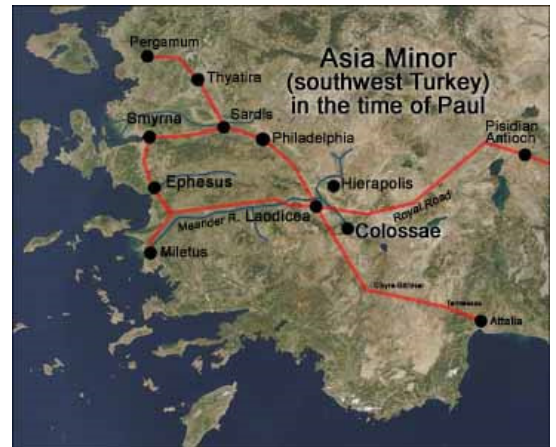 Asia Minor
(southwest Turkey)
in the time of Paul
Pergamum
Thyatira
Smyrna
Sardis
Philadelphia
Pisidian
Antioch
Ephesus
Hierapolis
Meander R.
Laodicea
Royal Road
Colossae
Miletus
Attalia